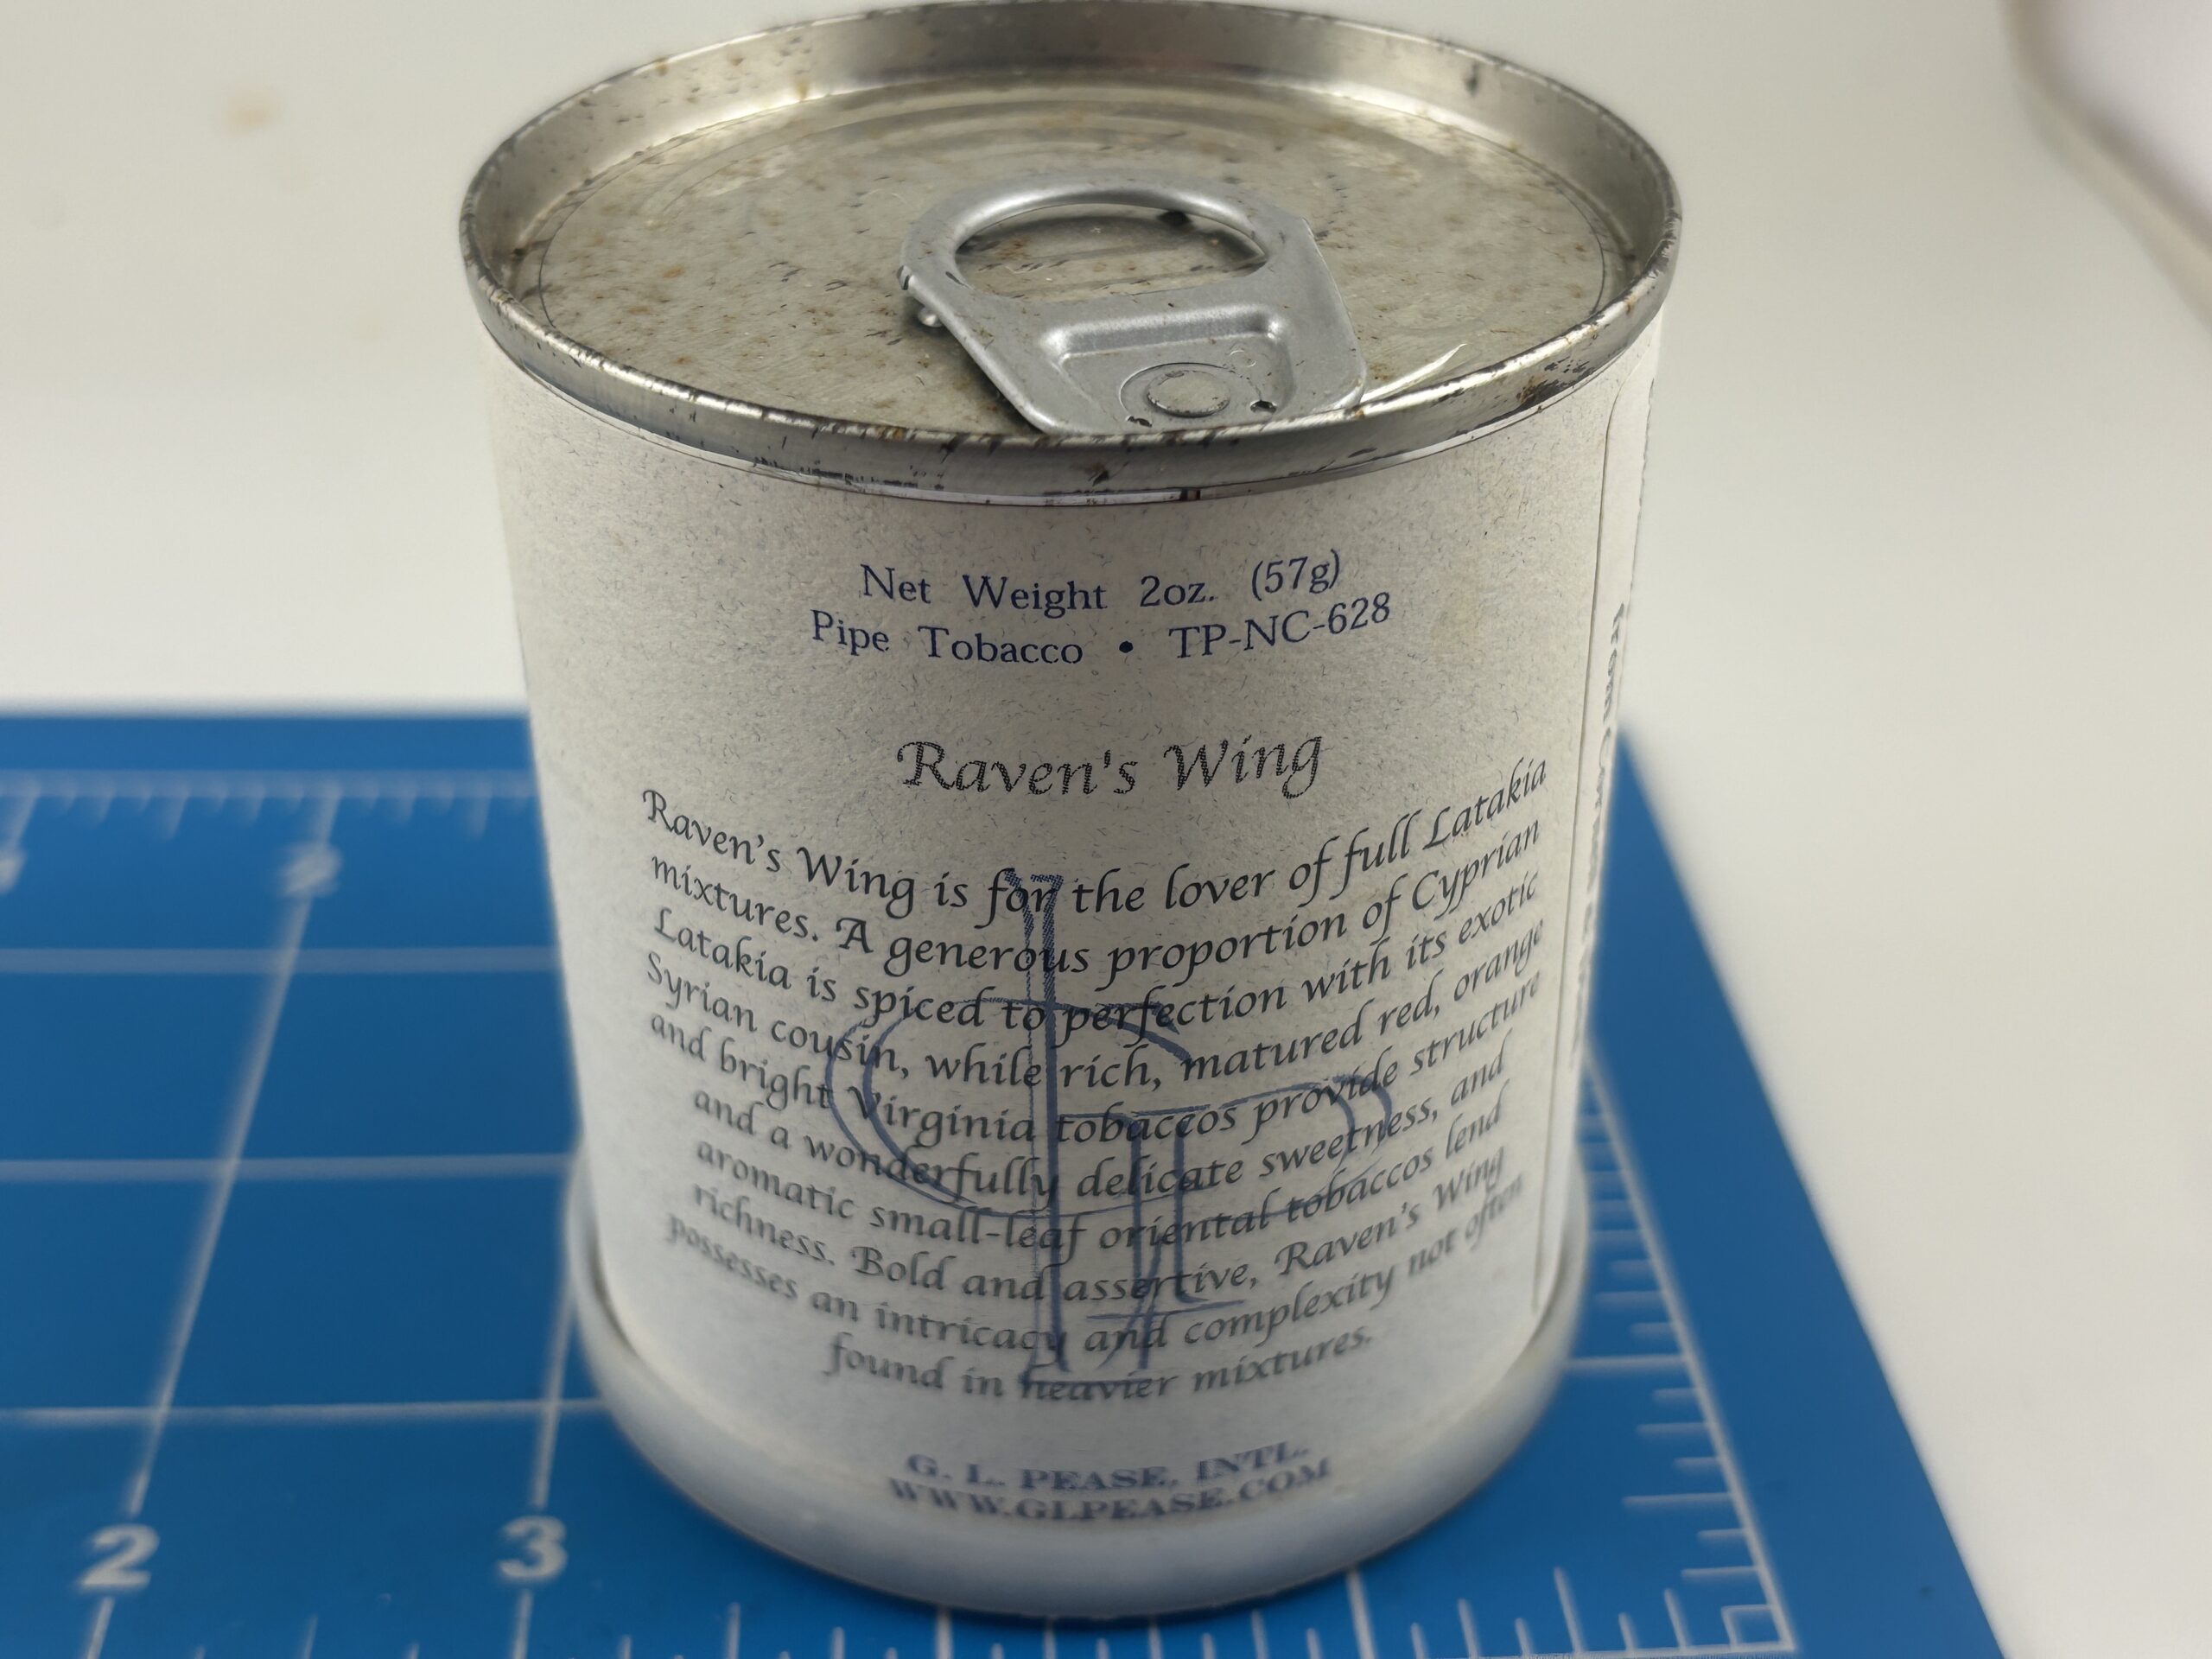 Net Weight 2oz. (57g)
Pipe Tobacco • TP-NC-628
Raven's Wing
Raven's Wing is for the lover of full Latakia
mixtures. A generous proportion of Cyprian
Latakia is spiced to perfection with its exotic
Syrian cousin, while rich, matured red, orange
and bright Virginia tobaccos provide structure
and a wonderfully delicate sweetness, and
aromatic small-leaf oriental tobaccos lend
richness. Bold and assertive, Raven's Wing
possesses an intricacy and complexity not often
found in heavier mixtures.
G. L. PEASE, INTL.
WWW.GLPEASE.COM
from
2
3